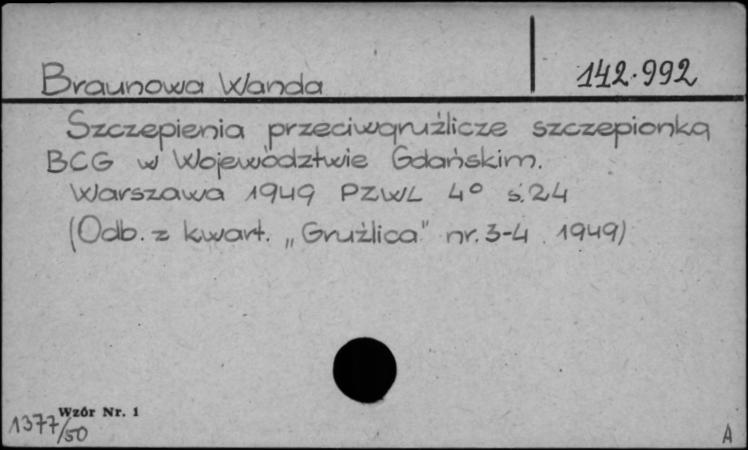 Braunowa Wanda
142.992
Szczepienia przeciwgruźlicze szczepionką
BCG w Województwie Gdańskim.
Warszawa 1949 PZWL 4° s.24
(Odb. z kwart. „Gruźlica" nr. 3-4 1949)
Wzór Nr. 1
1377/50
A